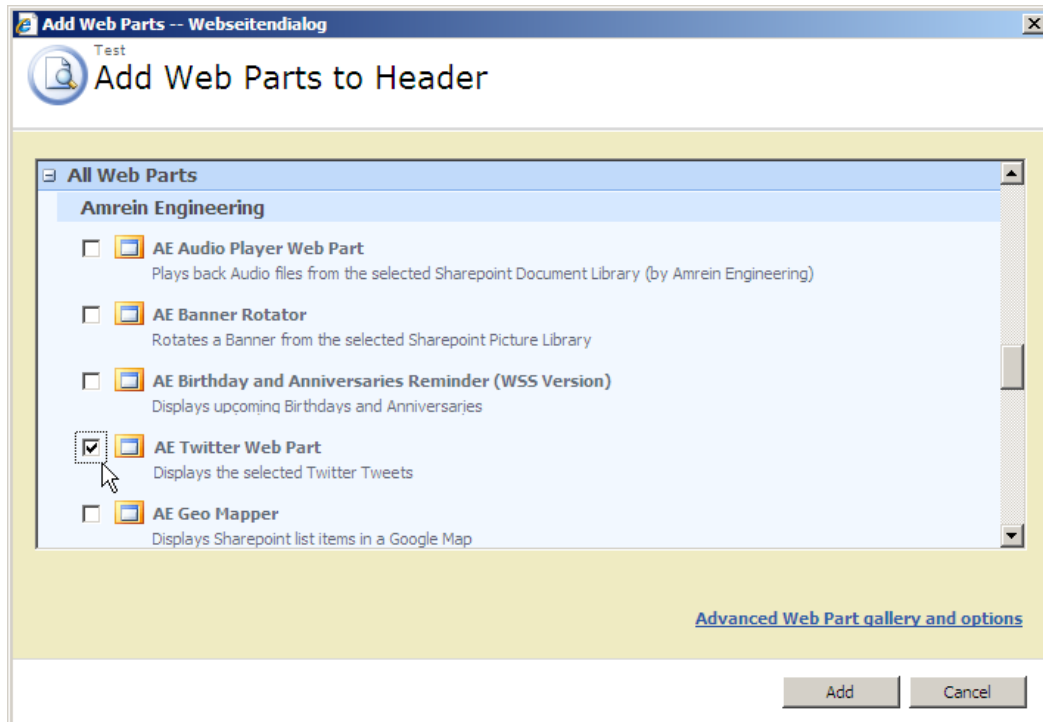 Add Web Parts -- Webseitendialog
Test
Add Web Parts to Header
All Web Parts
Amrein Engineering
AE Audio Player Web Part
Plays back Audio files from the selected Sharepoint Document Library (by Amrein Engineering)
AE Banner Rotator
Rotates a Banner from the selected Sharepoint Picture Library
AE Birthday and Anniversaries Reminder (WSS Version)
Displays upcoming Birthdays and Anniversaries
AE Twitter Web Part
Displays the selected Twitter Tweets
AE Geo Mapper
Displays Sharepoint list items in a Google Map
Advanced Web Part gallery and options
Add Cancel